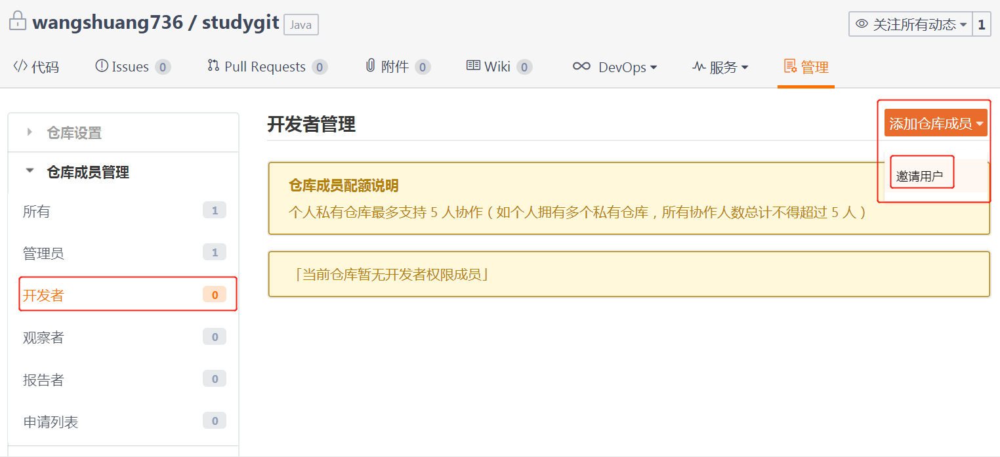 wangshuang736 / studygit Java
关注所有动态 1
代码 Issues 0 Pull Requests 0 附件 0 Wiki 0 DevOps 服务 管理
仓库设置
仓库成员管理
所有 1
管理员 1
开发者 0
观察者 0
报告者 0
申请列表 0
开发者管理
添加仓库成员
邀请用户
仓库成员配额说明
个人私有仓库最多支持 5 人协作（如个人拥有多个私有仓库，所有协作人数总计不得超过 5 人）
「当前仓库暂无开发者权限成员」